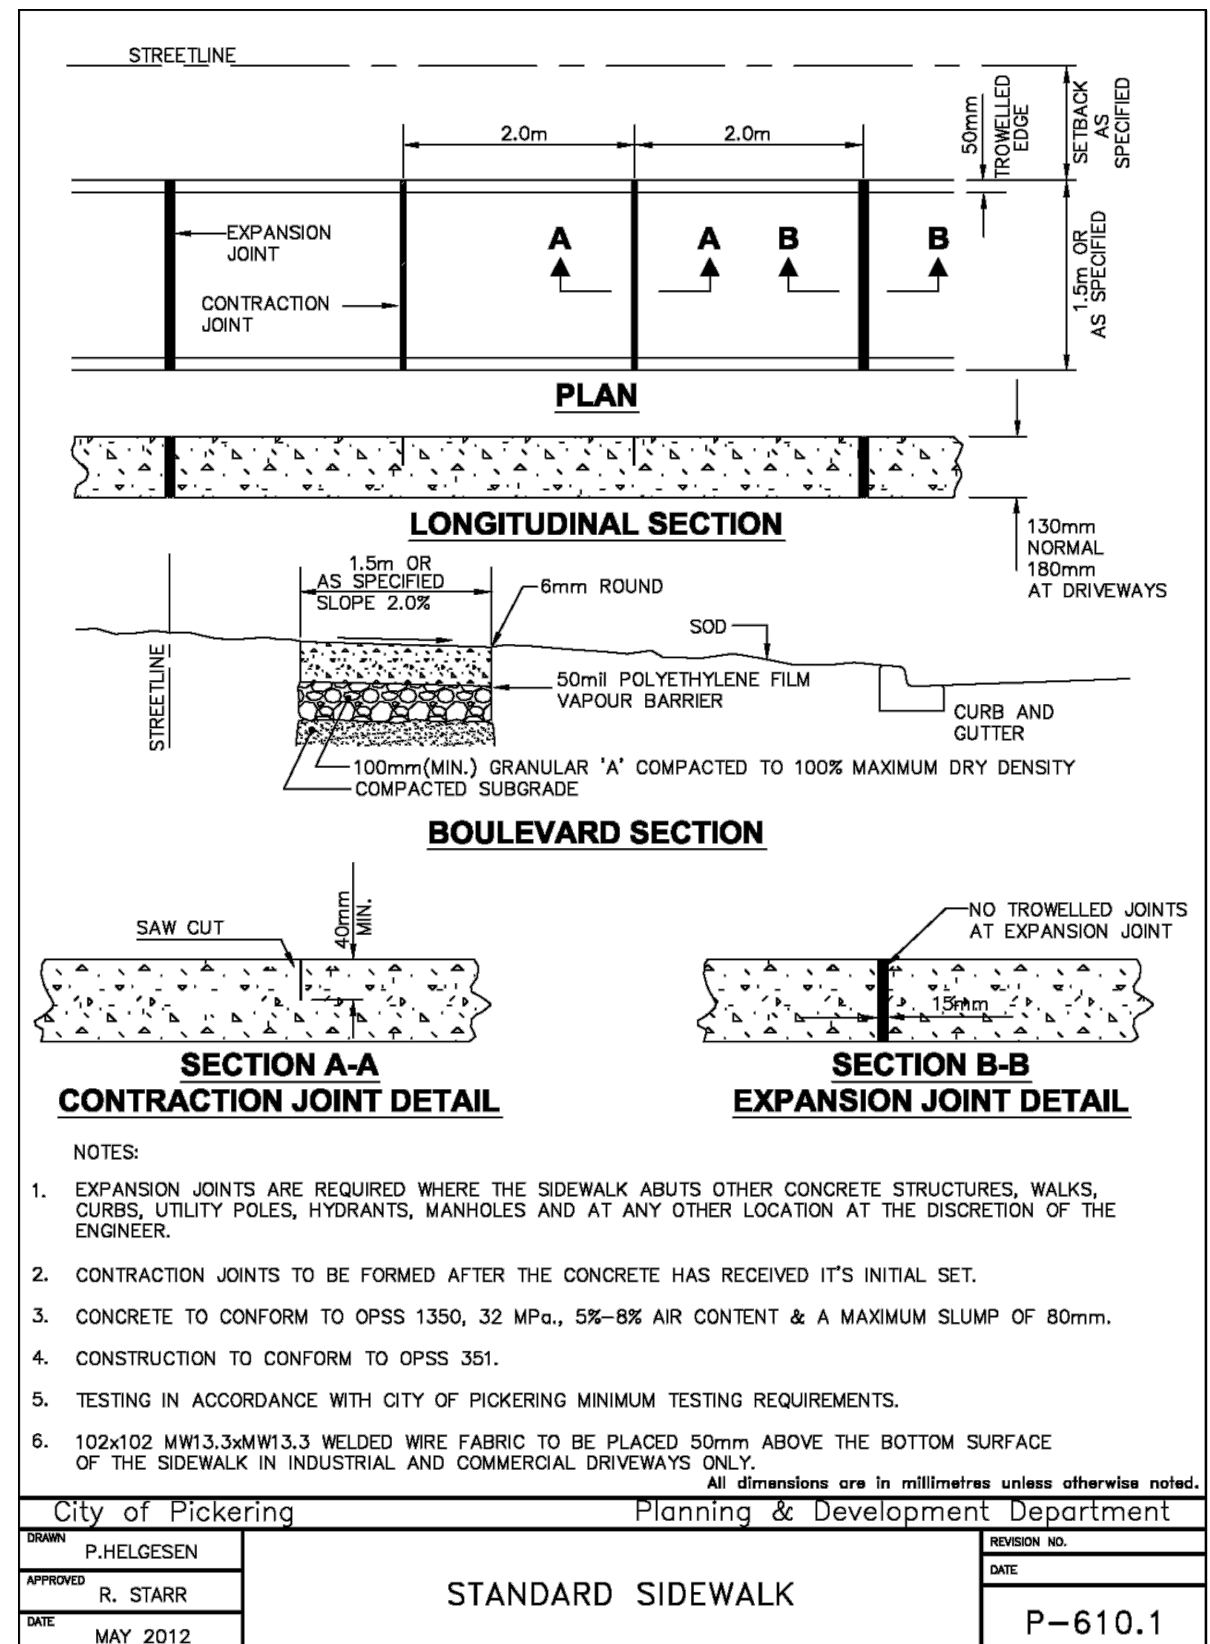 STREETLINE
2.0m
2.0m
50mm
TROWELLED
EDGE
SETBACK
AS
SPECIFIED
EXPANSION
JOINT
CONTRACTION
JOINT
A
A
B
B
1.5m OR
AS SPECIFIED
PLAN
LONGITUDINAL SECTION
130mm
NORMAL
180mm
AT DRIVEWAYS
1.5m OR
AS SPECIFIED
SLOPE 2.0%
6mm ROUND
SOD
STREETLINE
50mil POLYETHYLENE FILM
VAPOUR BARRIER
CURB AND
GUTTER
100mm(MIN.) GRANULAR 'A' COMPACTED TO 100% MAXIMUM DRY DENSITY
COMPACTED SUBGRADE
BOULEVARD SECTION
SAW CUT
40mm
MIN.
NO TROWELLED JOINTS
AT EXPANSION JOINT
15mm
SECTION A-A
CONTRACTION JOINT DETAIL
SECTION B-B
EXPANSION JOINT DETAIL
NOTES:
1. EXPANSION JOINTS ARE REQUIRED WHERE THE SIDEWALK ABUTS OTHER CONCRETE STRUCTURES, WALKS,
CURBS, UTILITY POLES, HYDRANTS, MANHOLES AND AT ANY OTHER LOCATION AT THE DISCRETION OF THE
ENGINEER.
2. CONTRACTION JOINTS TO BE FORMED AFTER THE CONCRETE HAS RECEIVED IT'S INITIAL SET.
3. CONCRETE TO CONFORM TO OPSS 1350, 32 MPa., 5%-8% AIR CONTENT & A MAXIMUM SLUMP OF 80mm.
4. CONSTRUCTION TO CONFORM TO OPSS 351.
5. TESTING IN ACCORDANCE WITH CITY OF PICKERING MINIMUM TESTING REQUIREMENTS.
6. 102x102 MW13.3xMW13.3 WELDED WIRE FABRIC TO BE PLACED 50mm ABOVE THE BOTTOM SURFACE
OF THE SIDEWALK IN INDUSTRIAL AND COMMERCIAL DRIVEWAYS ONLY.
All dimensions are in millimetres unless otherwise noted.
City of Pickering
Planning & Development Department
DRAWN
P.HELGESEN
APPROVED
R. STARR
DATE
MAY 2012
STANDARD SIDEWALK
REVISION NO.
DATE
P-610.1